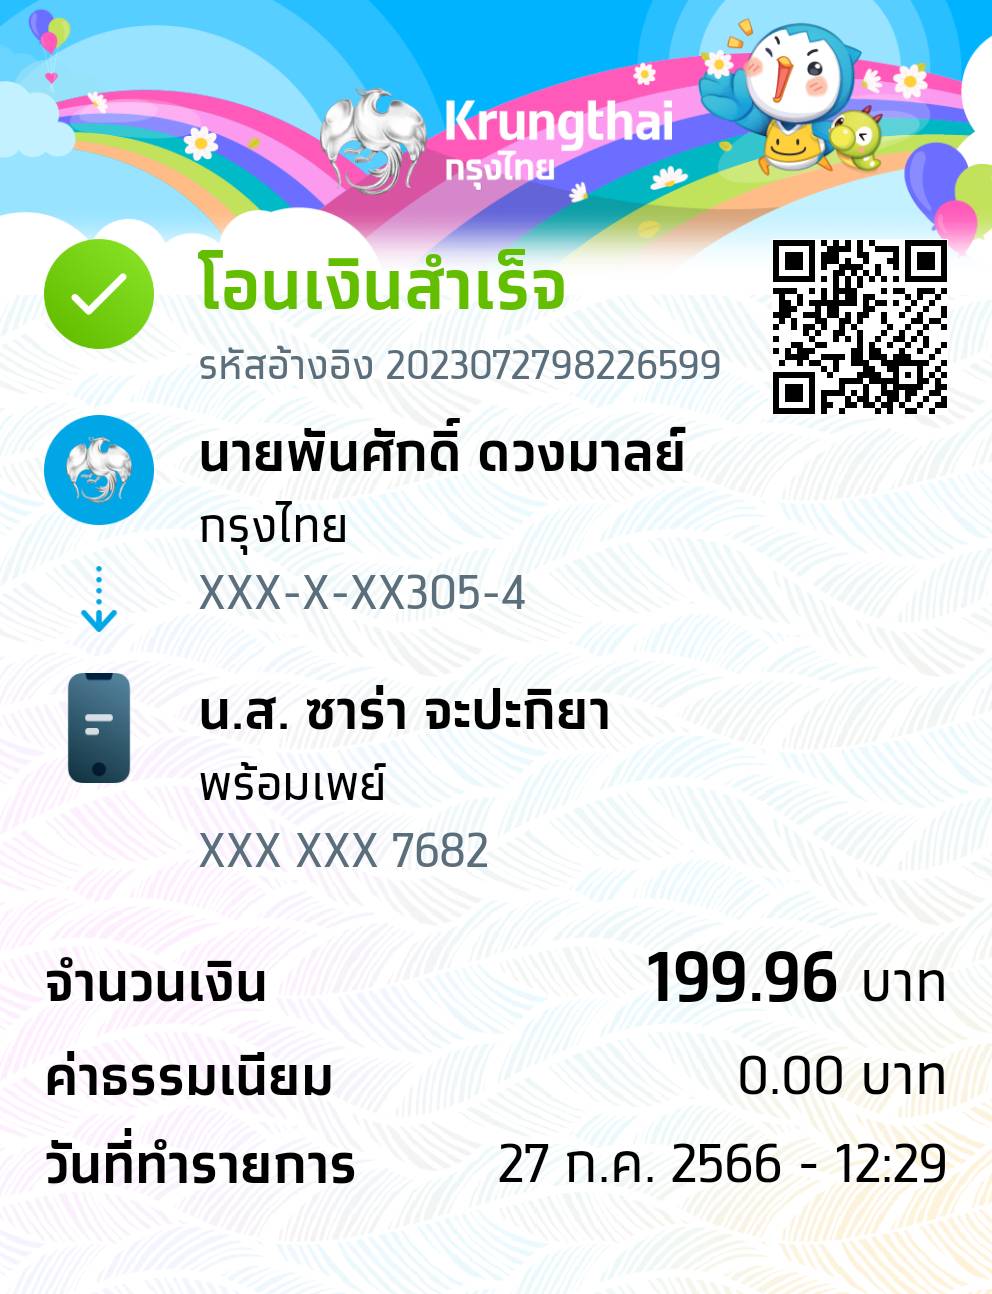 Krungthai
กรุงไทย
โอนเงินสำเร็จ
รหัสอ้างอิง 2023072798226599
นายพันศักดิ์ ดวงมาลย์
กรุงไทย
XXX-X-XX305-4
น.ส. ซาร่า จะปะกิยา
พร้อมเพย์
XXX XXX 7682
จำนวนเงิน 199.96 บาท
ค่าธรรมเนียม 0.00 บาท
วันที่ทำรายการ 27 ก.ค. 2566 - 12:29